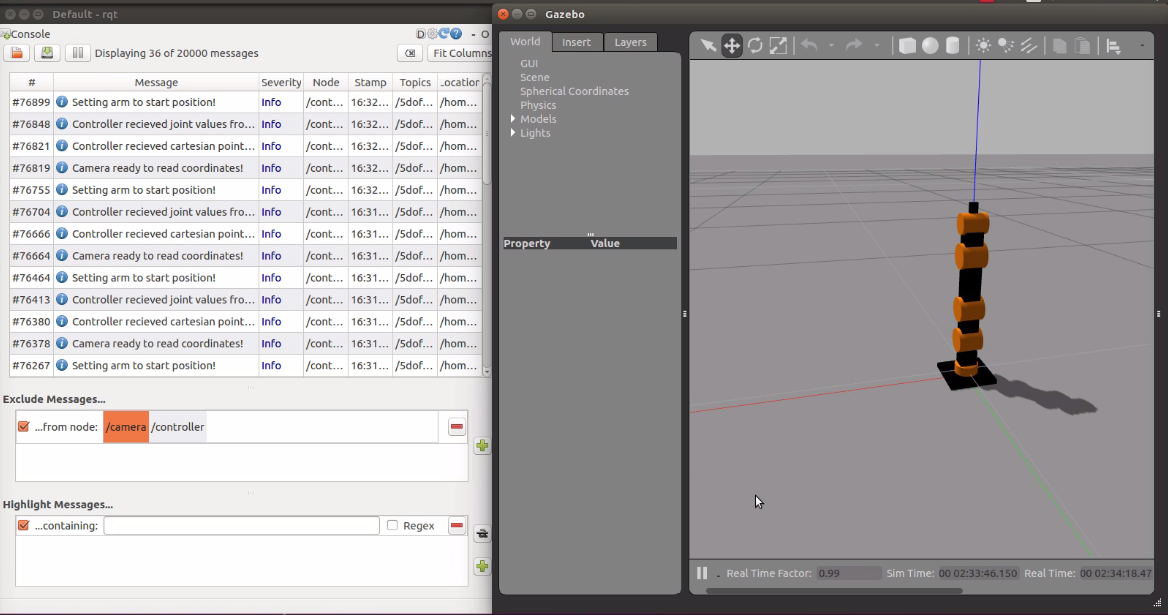 Default - rqt
Console
D
- O
Displaying 36 of 20000 messages
Fit Columns
# Message Severity Node Stamp Topics Location
#76899 Setting arm to start position! Info /cont... 16:32... /5dof... /hom...
#76848 Controller recieved joint values fro... Info /cont... 16:32... /5dof... /hom...
#76821 Controller recieved cartesian point... Info /cont... 16:32... /5dof... /hom...
#76819 Camera ready to read coordinates! Info /cont... 16:32... /5dof... /hom...
#76755 Setting arm to start position! Info /cont... 16:32... /5dof... /hom...
#76704 Controller recieved joint values fro... Info /cont... 16:31... /5dof... /hom...
#76666 Controller recieved cartesian point... Info /cont... 16:31... /5dof... /hom...
#76664 Camera ready to read coordinates! Info /cont... 16:31... /5dof... /hom...
#76464 Setting arm to start position! Info /cont... 16:31... /5dof... /hom...
#76413 Controller recieved joint values fro... Info /cont... 16:31... /5dof... /hom...
#76380 Controller recieved cartesian point... Info /cont... 16:31... /5dof... /hom...
#76378 Camera ready to read coordinates! Info /cont... 16:31... /5dof... /hom...
#76267 Setting arm to start position! Info /cont... 16:31... /5dof... /hom...
Exclude Messages...
...from node: /camera /controller
Highlight Messages...
...containing: Regex
Gazebo
World Insert Layers
GUI
Scene
Spherical Coordinates
Physics
Models
Lights
Property Value
Real Time Factor: 0.99 Sim Time: 00 02:33:46.150 Real Time: 00 02:34:18.47